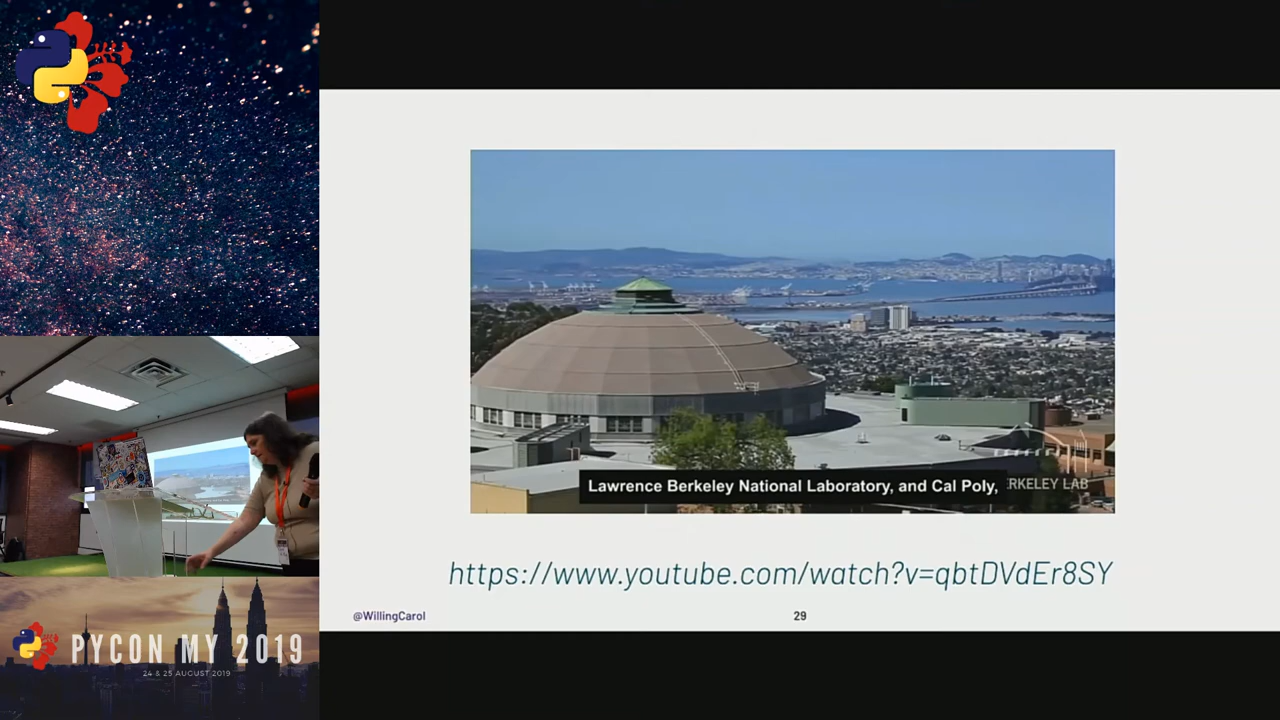 Lawrence Berkeley National Laboratory, and Cal Poly,
RKELEY LAB
https://www.youtube.com/watch?v=qbtDVdEr8SY
@WillingCarol
29
PYCON MY 2019
24 & 25 AUGUST 2019